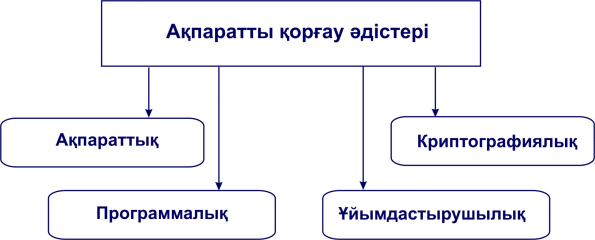 Ақпаратты қорғау әдістері
Ақпараттық
Криптографиялық
Программалық
Ұйымдастырушылық